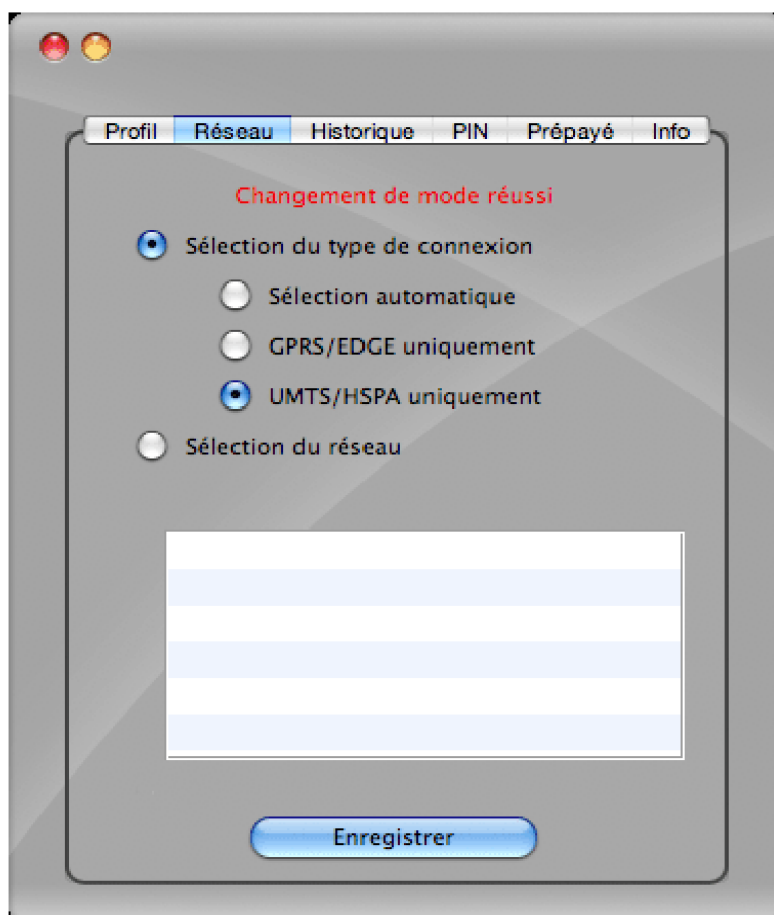 Profil Réseau Historique PIN Prépayé Info
Changement de mode réussi
Sélection du type de connexion
Sélection automatique
GPRS/EDGE uniquement
UMTS/HSPA uniquement
Sélection du réseau
Enregistrer